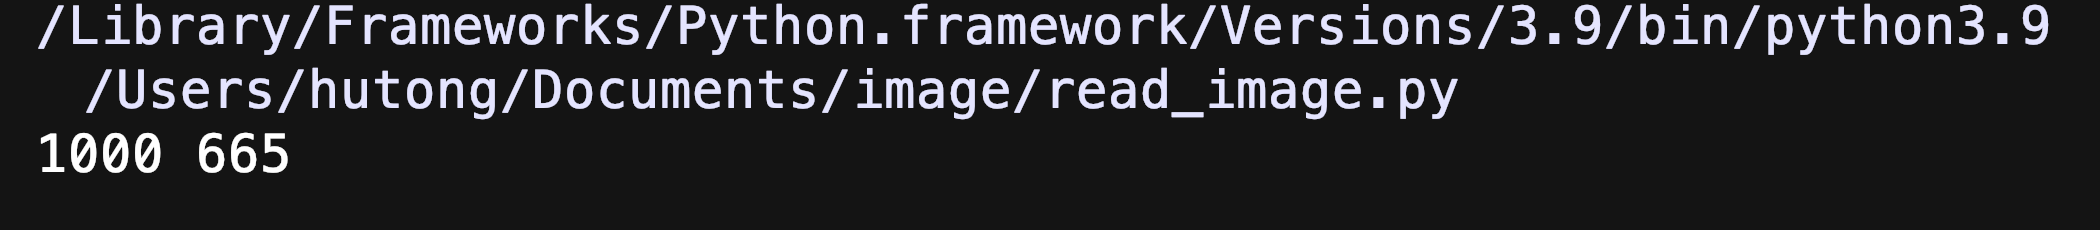 /Library/Frameworks/Python.framework/Versions/3.9/bin/python3.9
/Users/hutong/Documents/image/read_image.py
1000 665